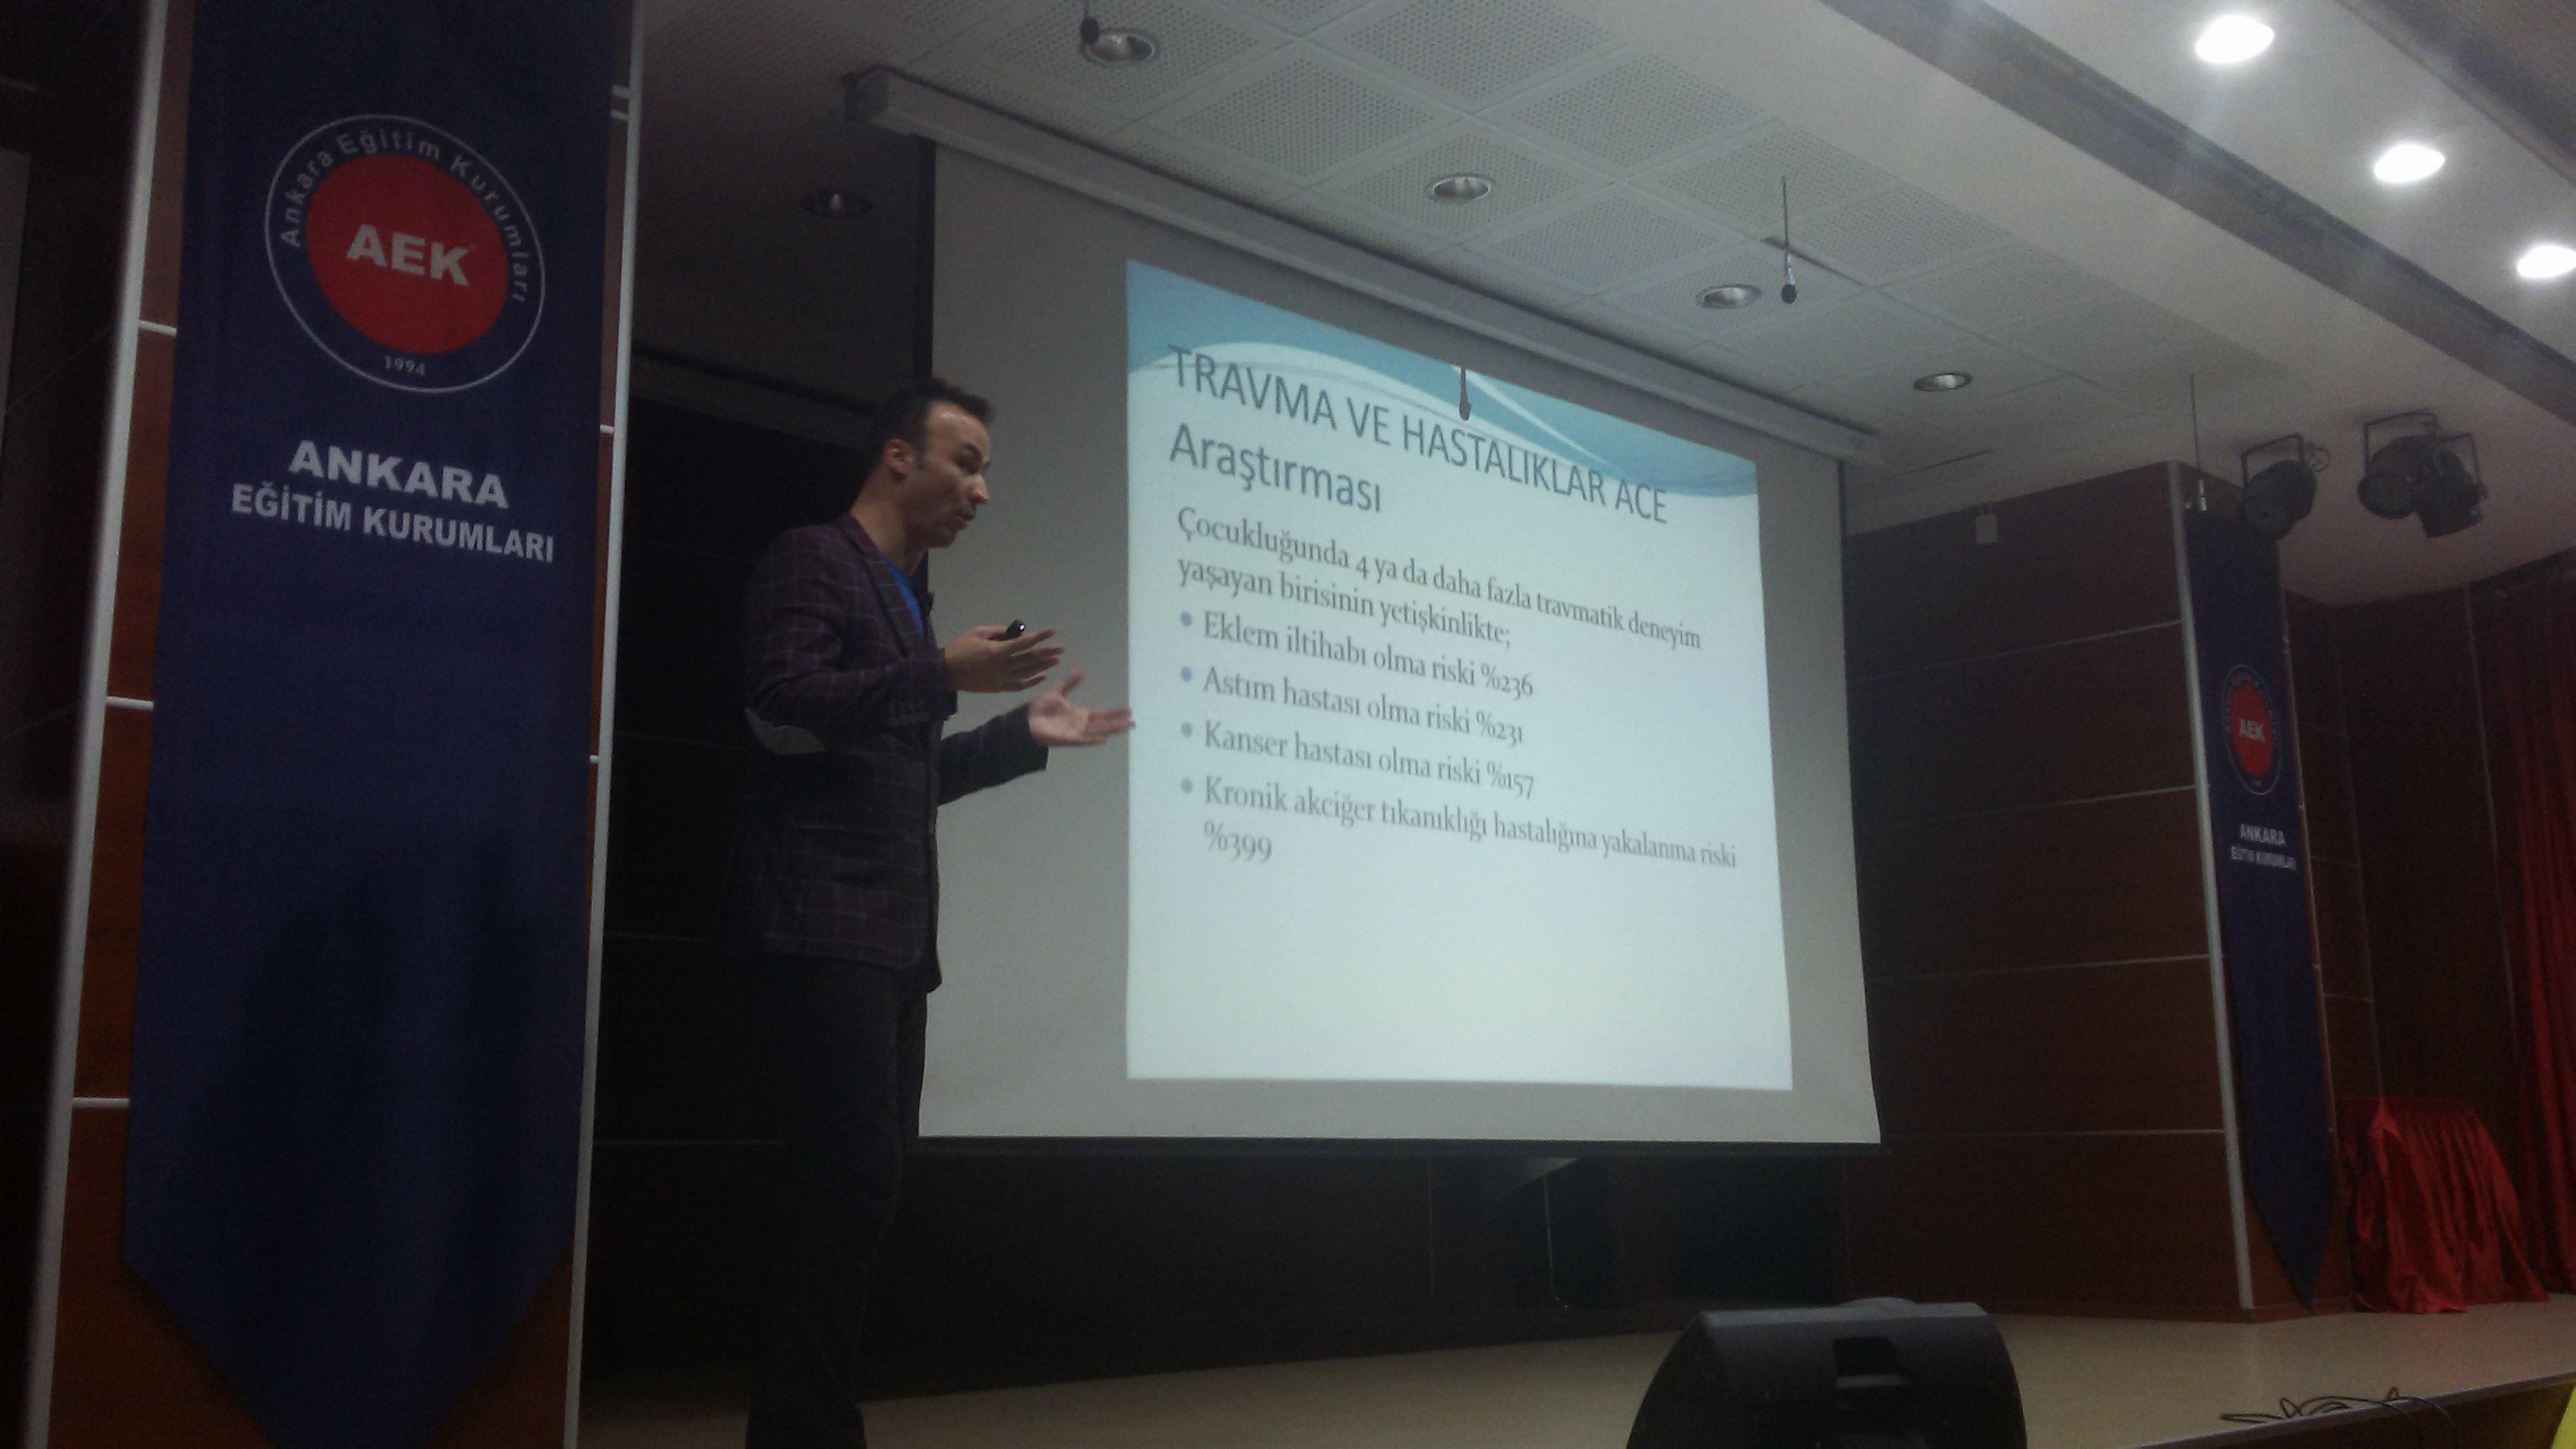 Ankara Eğitim Kurumları
AEK
1994
ANKARA
EĞİTİM KURUMLARI
TRAVMA VE HASTALIKLAR ACE
Araştırması
Çocukluğunda 4 ya da daha fazla travmatik deneyim
yaşayan birisinin yetişkinlikte;
• Eklem iltihabı olma riski %236
• Astım hastası olma riski %231
• Kanser hastası olma riski %157
• Kronik akciğer tıkanıklığı hastalığına yakalanma riski
%399
AEK
ANKARA
EĞİTİM KURUMLARI